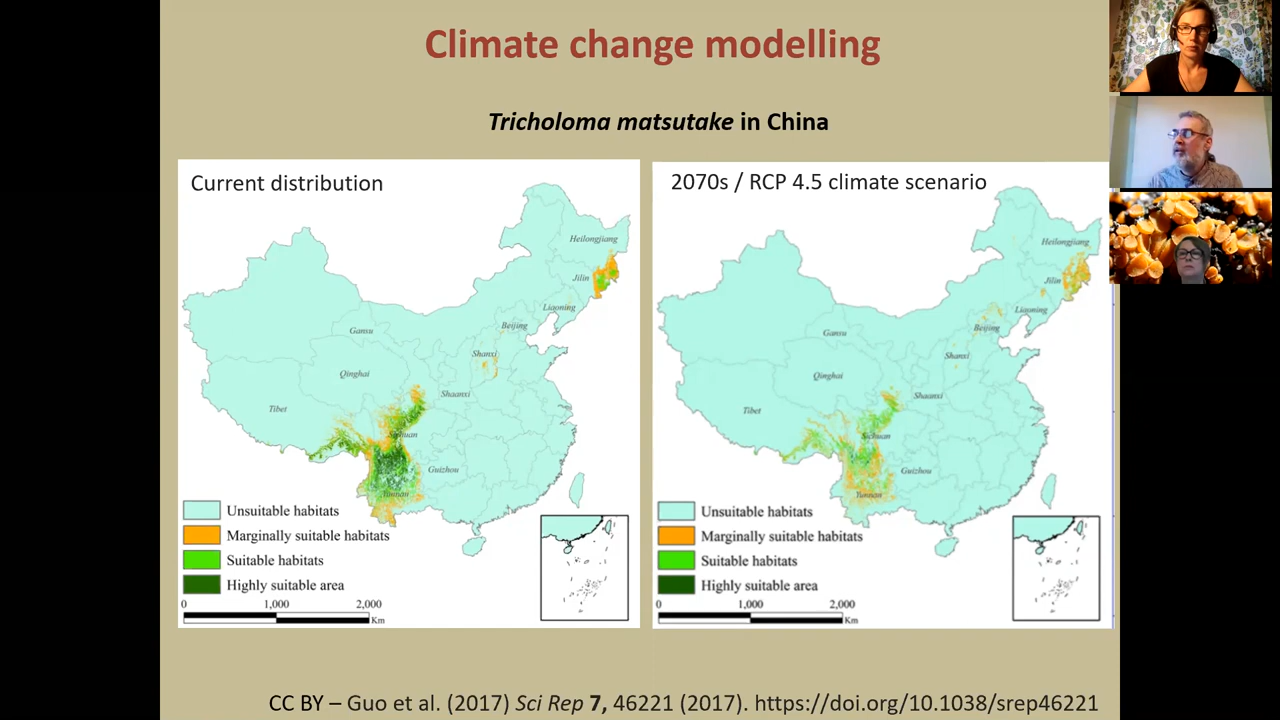 Climate change modelling
Tricholoma matsutake in China
Current distribution
Heilongjiang
Jilin
Liaoning
Beijing
Gansu
Shanxi
Qinghai
Shaanxi
Tibet
Sichuan
Guizhou
Yunnan
Unsuitable habitats
Marginally suitable habitats
Suitable habitats
Highly suitable area
0 1,000 2,000
Km
2070s / RCP 4.5 climate scenario
Heilongjiang
Jilin
Liaoning
Beijing
Gansu
Shanxi
Qinghai
Shaanxi
Tibet
Sichuan
Guizhou
Yunnan
Unsuitable habitats
Marginally suitable habitats
Suitable habitats
Highly suitable area
0 1,000 2,000
Km
CC BY – Guo et al. (2017) Sci Rep 7, 46221 (2017). https://doi.org/10.1038/srep46221